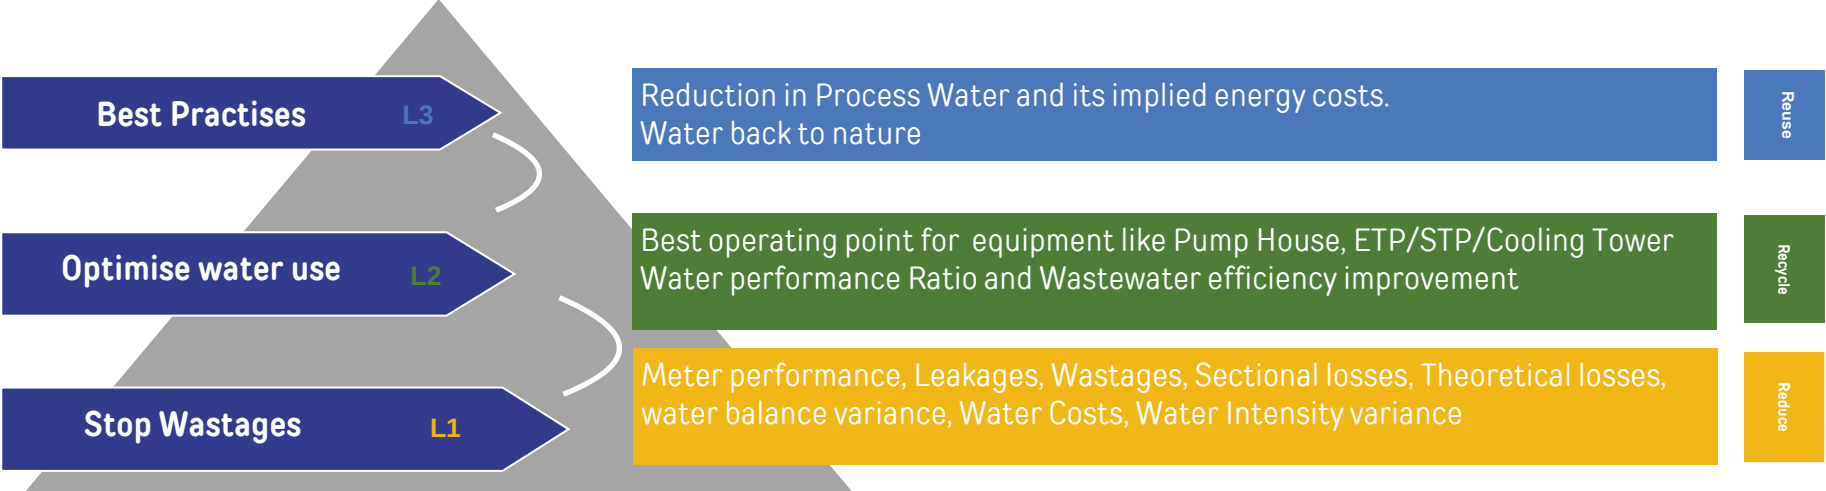 Best Practises L3
Reduction in Process Water and its implied energy costs.
Water back to nature
Reuse
Optimise water use L2
Best operating point for  equipment like Pump House, ETP/STP/Cooling Tower
Water performance Ratio and Wastewater efficiency improvement
Recycle
Stop Wastages L1
Meter performance, Leakages, Wastages, Sectional losses, Theoretical losses,
water balance variance, Water Costs, Water Intensity variance
Reduce